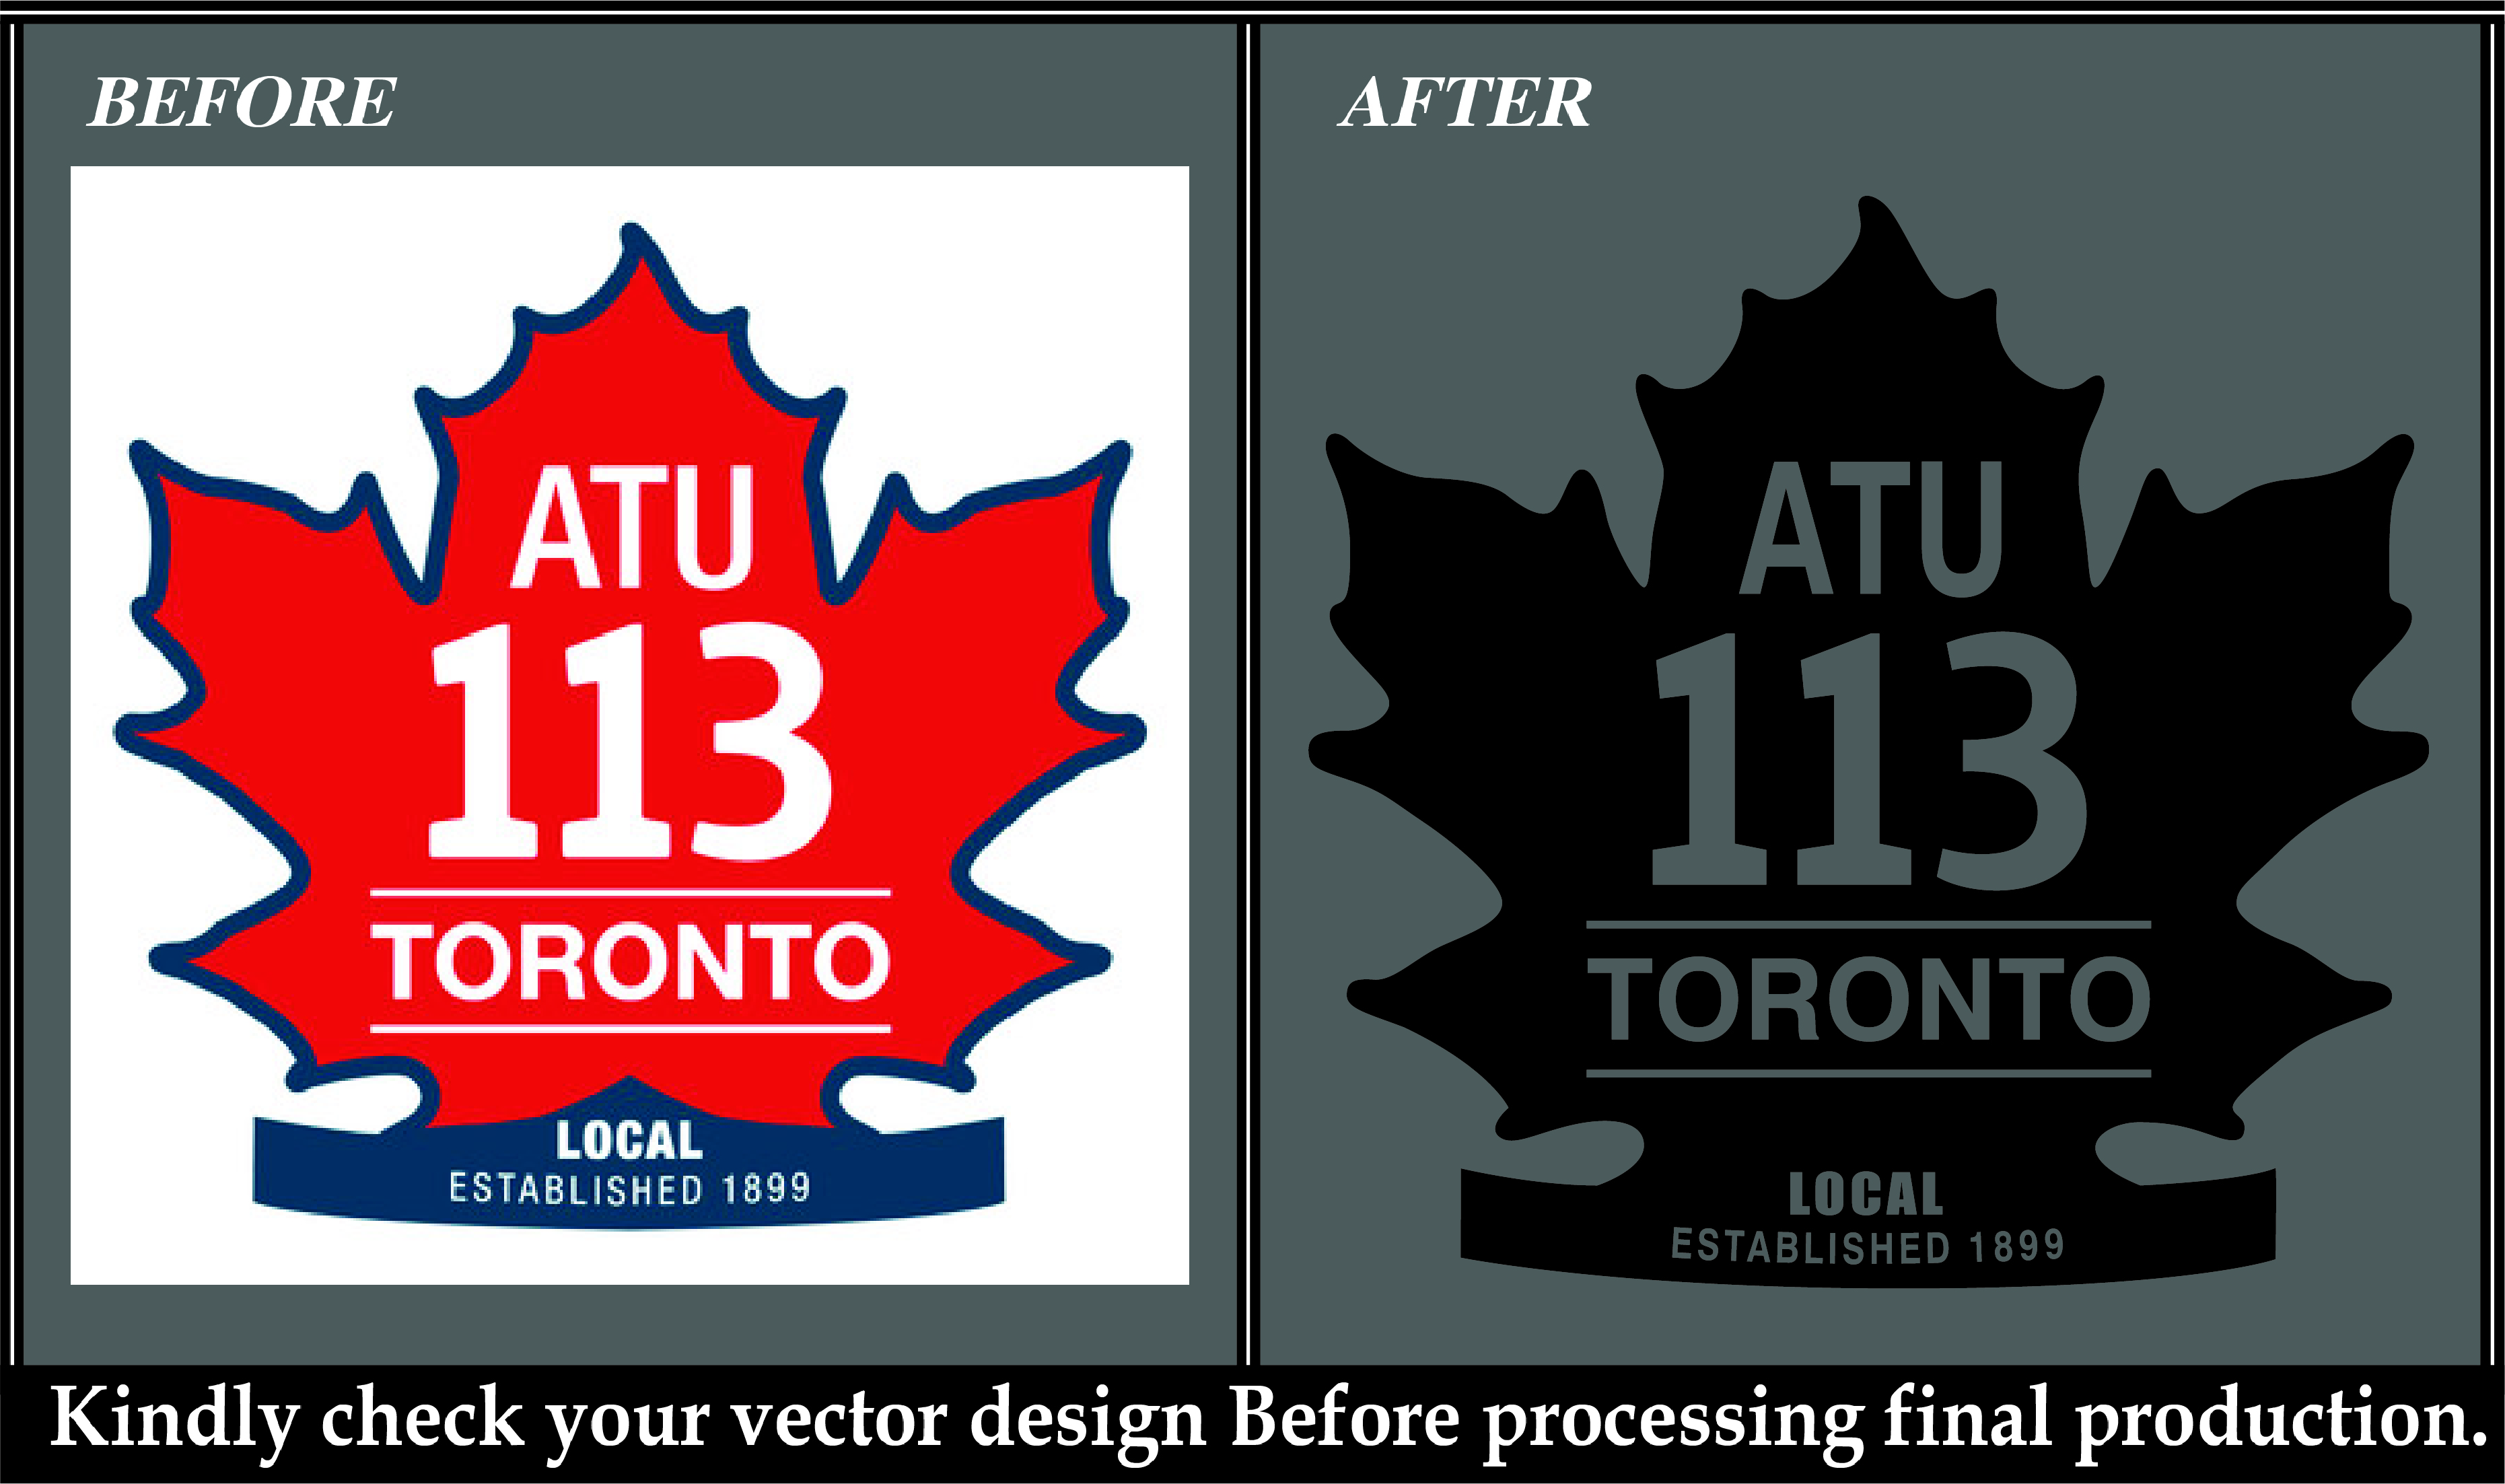 BEFORE
ATU
113
TORONTO
LOCAL
ESTABLISHED 1899
AFTER
ATU
113
TORONTO
LOCAL
ESTABLISHED 1899
Kindly check your vector design Before processing final production.